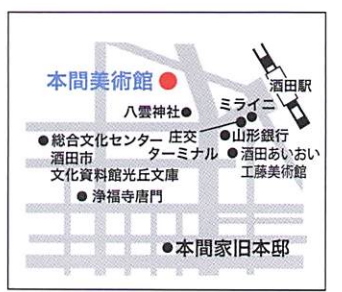 本間美術館
酒田駅
ミライニ
八雲神社
庄交
ターミナル
山形銀行
総合文化センター
酒田市
文化資料館光丘文庫
酒田あいおい
工藤美術館
浄福寺唐門
本間家旧本邸